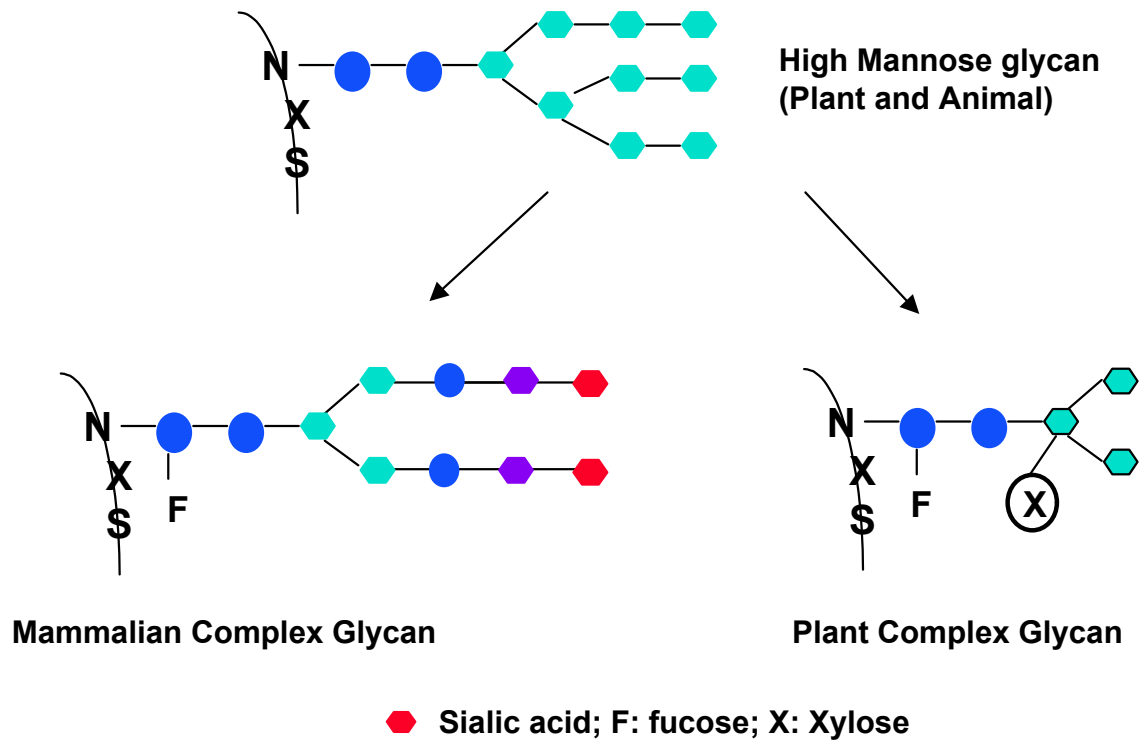 N
X
S
High Mannose glycan
(Plant and Animal)
N
X
S
F
Mammalian Complex Glycan
N
X
S
F
X
Plant Complex Glycan
Sialic acid; F: fucose; X: Xylose